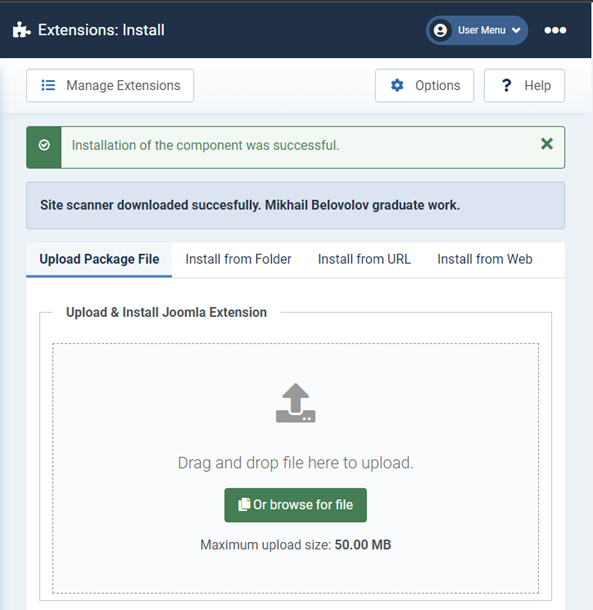 Extensions: Install
User Menu
Manage Extensions
Options
? Help
Installation of the component was successful.
Site scanner downloaded succesfully. Mikhail Belovolov graduate work.
Upload Package File
Install from Folder
Install from URL
Install from Web
Upload & Install Joomla Extension
Drag and drop file here to upload.
Or browse for file
Maximum upload size: 50.00 MB